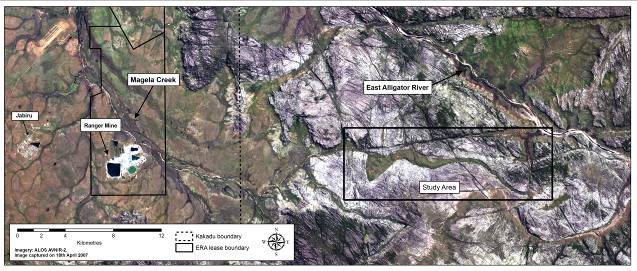 East Alligator River
Magela Creek
Jabiru
Ranger Mine
Study Area
0 2 4 8 12
Kilometres
Kakadu boundary
ERA lease boundary
N
W E
S
Imagery: ALOS AVNIR-2,
Image captured on 10th April 2007